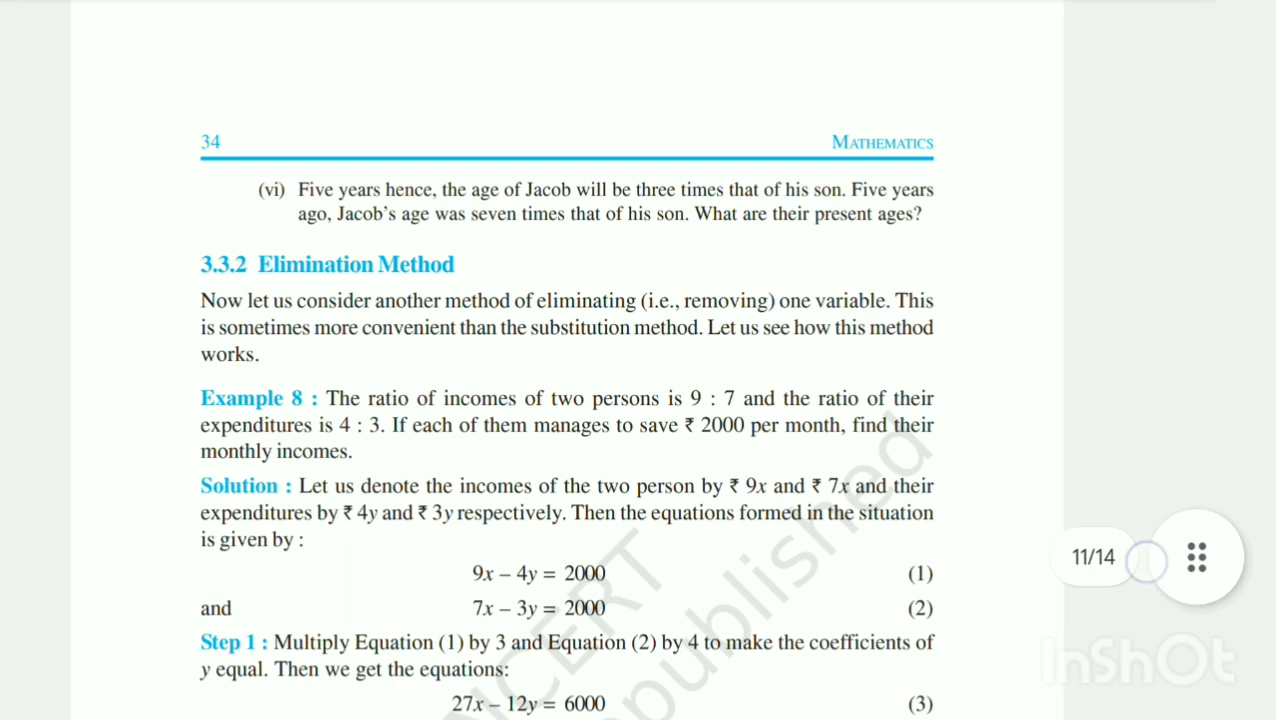 34 MATHEMATICS
(vi) Five years hence, the age of Jacob will be three times that of his son. Five years
ago, Jacob's age was seven times that of his son. What are their present ages?
3.3.2 Elimination Method
Now let us consider another method of eliminating (i.e., removing) one variable. This
is sometimes more convenient than the substitution method. Let us see how this method
works.
Example 8 : The ratio of incomes of two persons is 9 : 7 and the ratio of their
expenditures is 4 : 3. If each of them manages to save ₹ 2000 per month, find their
monthly incomes.
Solution : Let us denote the incomes of the two person by ₹ 9x and ₹ 7x and their
expenditures by ₹ 4y and ₹ 3y respectively. Then the equations formed in the situation
is given by :
9x – 4y = 2000 (1)
and 7x – 3y = 2000 (2)
Step 1 : Multiply Equation (1) by 3 and Equation (2) by 4 to make the coefficients of
y equal. Then we get the equations:
27x – 12y = 6000 (3)
11/14
InShOt
NCERT
published